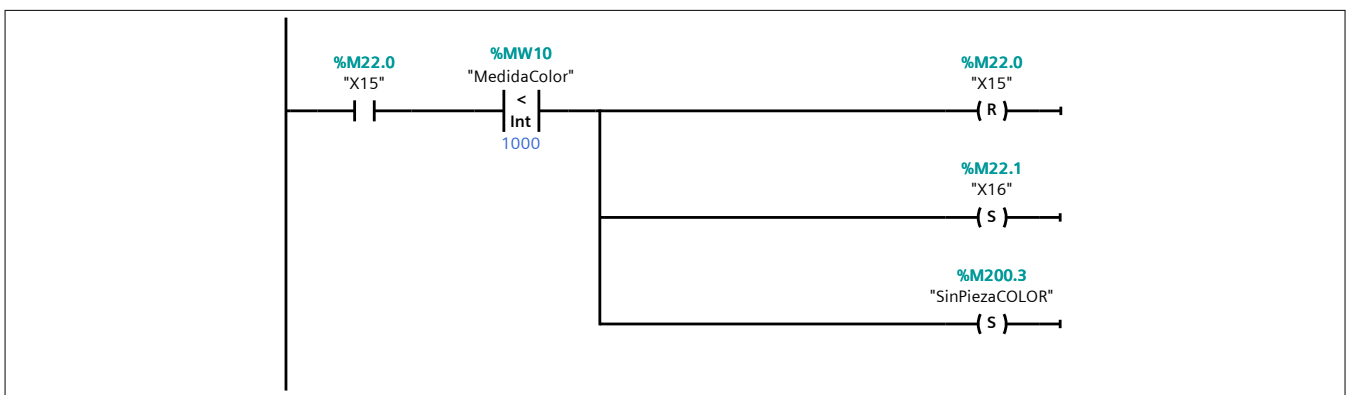 %M22.0
"X15"
%MW10
"MedidaColor"
<
Int
1000
%M22.0
"X15"
R
%M22.1
"X16"
S
%M200.3
"SinPiezaCOLOR"
S